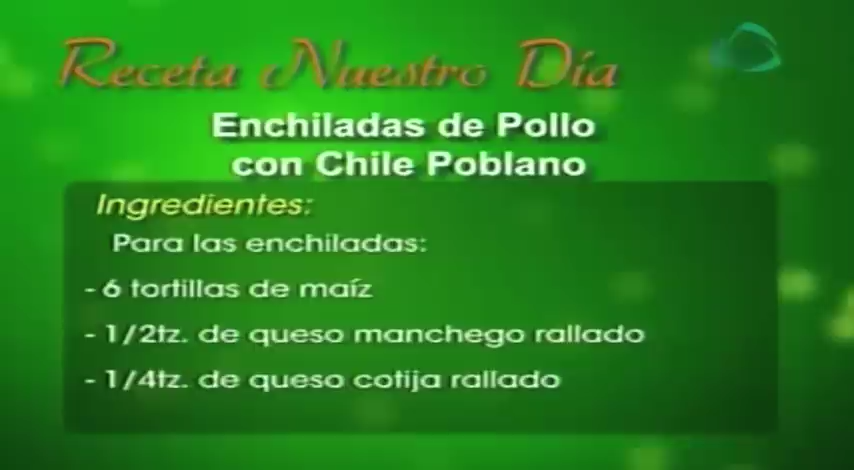 Receta Nuestro Día
Enchiladas de Pollo
con Chile Poblano
Ingredientes:
Para las enchiladas:
- 6 tortillas de maíz
- 1/2tz. de queso manchego rallado
- 1/4tz. de queso cotija rallado